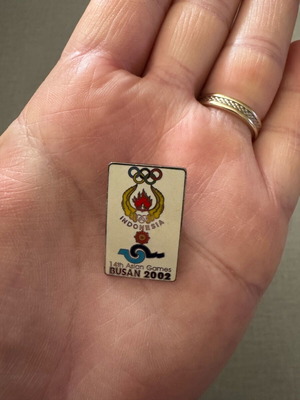 INDONESIA
14th Asian Games
BUSAN 2002